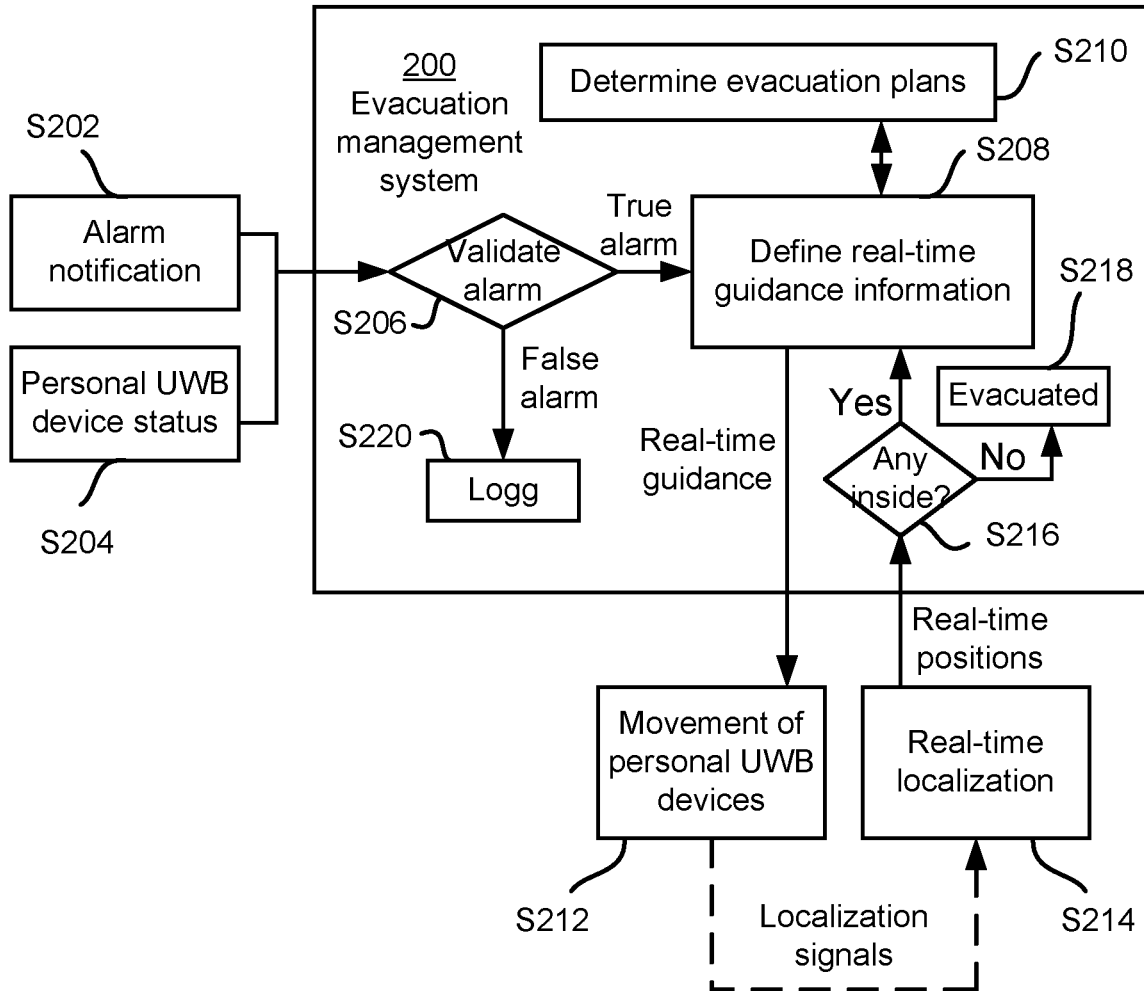 200
Evacuation
management
system
Determine evacuation plans
S210
S202
S208
Alarm
notification
Validate
alarm
True
alarm
Define real-time
guidance information
S218
S206
Personal UWB
device status
False
alarm
Evacuated
S204
S220
Logg
Real-time
guidance
Yes
Any
inside?
No
S216
Real-time
positions
Movement of
personal UWB
devices
Real-time
localization
S212
Localization
signals
S214